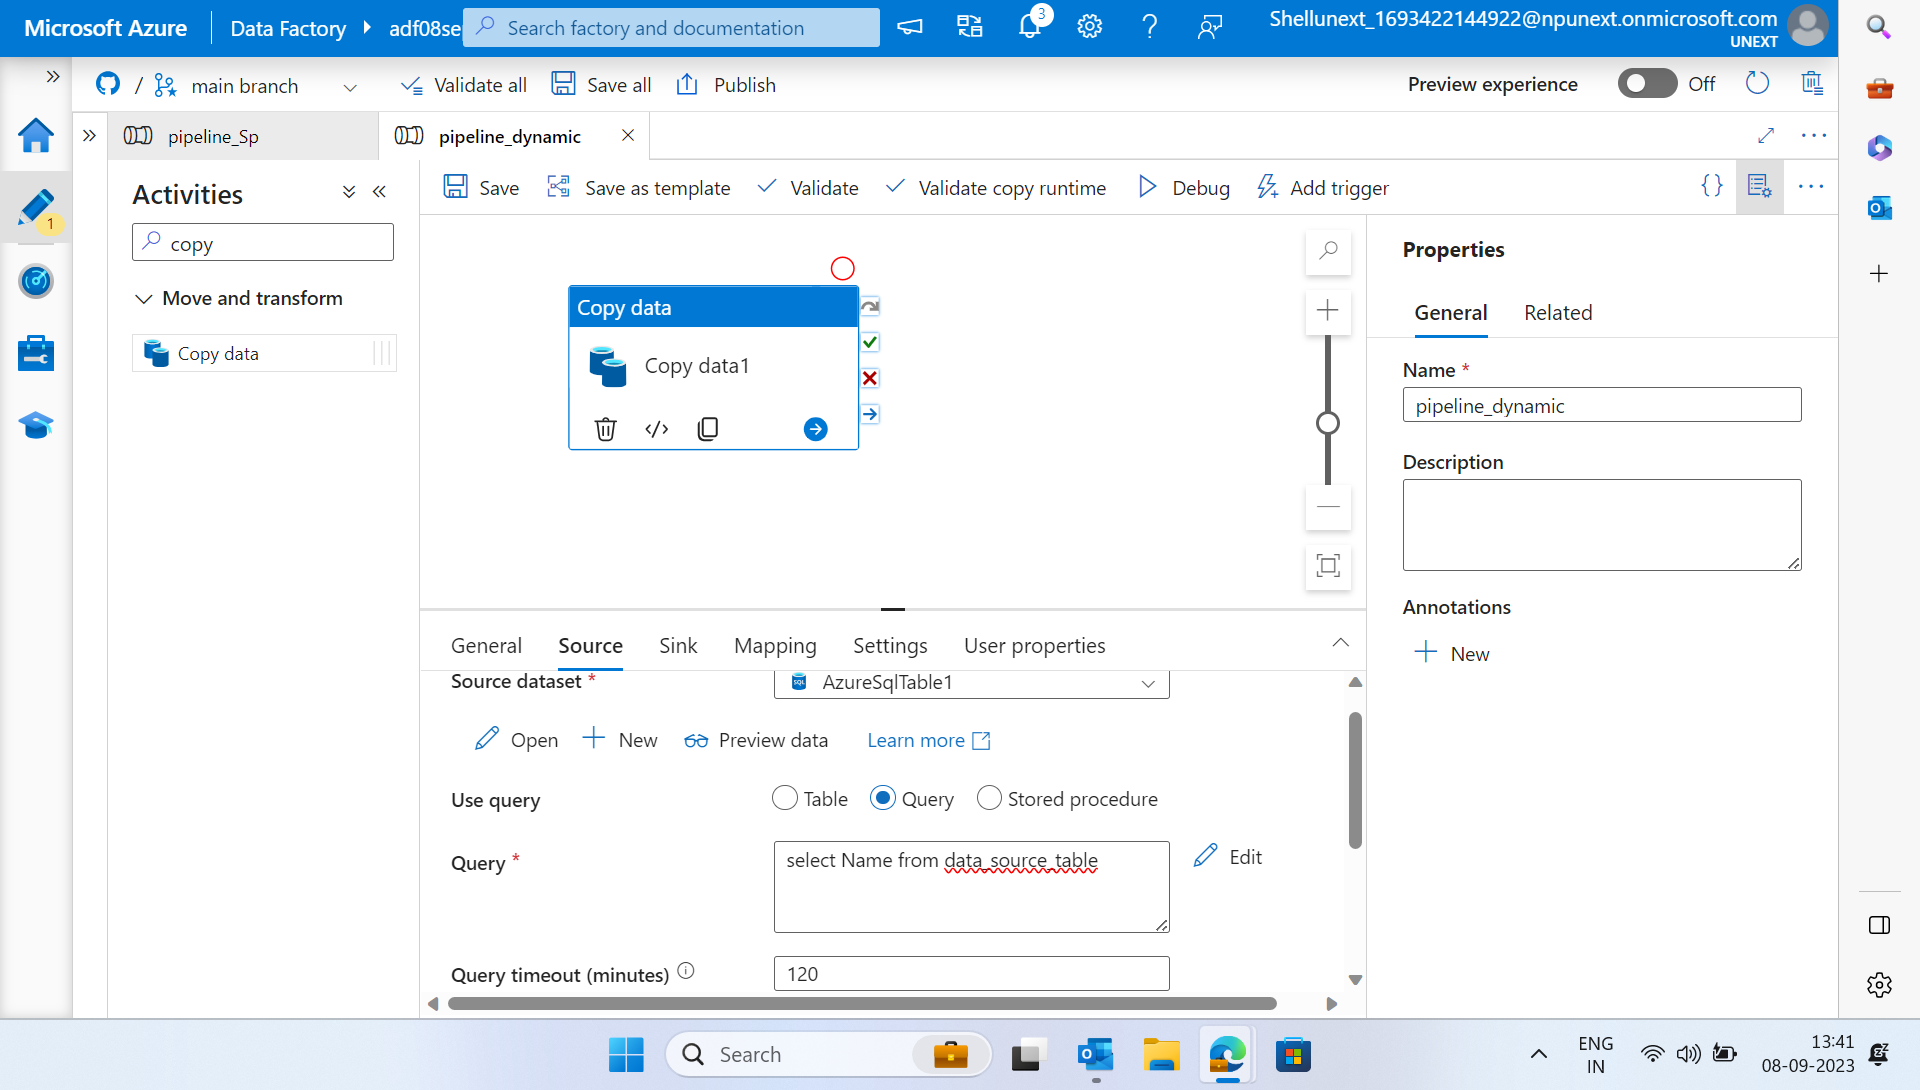 Microsoft Azure
Data Factory
adf08se
Search factory and documentation
3
Shellunext_1693422144922@npunext.onmicrosoft.com
UNEXT
/
main branch
Validate all
Save all
Publish
Preview experience
Off
pipeline_Sp
pipeline_dynamic
1
Activities
copy
Move and transform
Copy data
Save
Save as template
Validate
Validate copy runtime
Debug
Add trigger
{}
Copy data
Copy data1
Properties
General
Related
Name *
pipeline_dynamic
Description
Annotations
New
General
Source
Sink
Mapping
Settings
User properties
Source dataset *
SQL
AzureSqlTable1
Open
New
Preview data
Learn more
Use query
Table
Query
Stored procedure
Query *
select Name from data_source_table
Edit
Query timeout (minutes)
120
Search
ENG
IN
13:41
08-09-2023